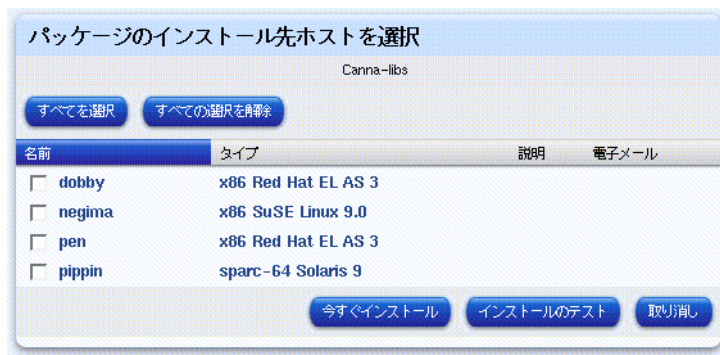 パッケージのインストール先ホストを選択
Canna-libs
すべてを選択 すべての選択を解除
名前 タイプ 説明 電子メール
dobby x86 Red Hat EL AS 3
negima x86 SuSE Linux 9.0
pen x86 Red Hat EL AS 3
pippin sparc-64 Solaris 9
今すぐインストール インストールのテスト 取り消し